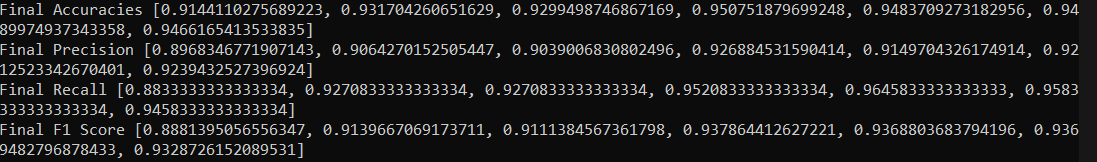 Final Accuracies [0.9144110275689223, 0.931704260651629, 0.9299498746867169, 0.950751879699248, 0.9483709273182956, 0.94
89974937343358, 0.9466165413533835]
Final Precision [0.8968346771907143, 0.9064270152505447, 0.9039006830802496, 0.926884531590414, 0.9149704326174914, 0.92
12523342670401, 0.9239432527396924]
Final Recall [0.8833333333333334, 0.9270833333333334, 0.9270833333333334, 0.9520833333333334, 0.9645833333333333, 0.9583
333333333334, 0.9458333333333334]
Final F1 Score [0.8881395056556347, 0.9139667069173711, 0.9111384567361798, 0.937864412627221, 0.9368803683794196, 0.936
9482796878433, 0.9328726152089531]